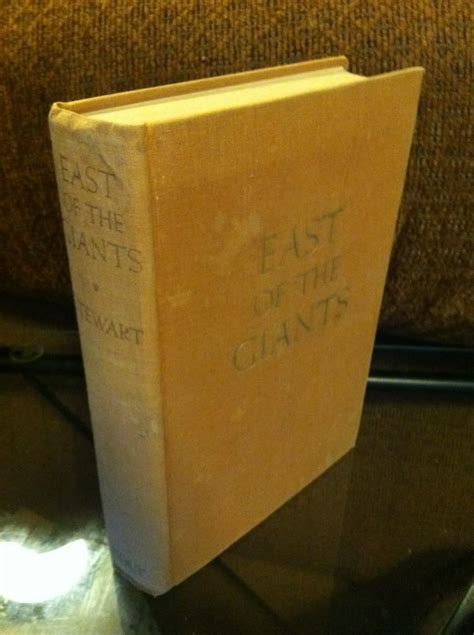 EAST
OF THE
GIANTS
STEWART
EAST
OF THE
GIANTS